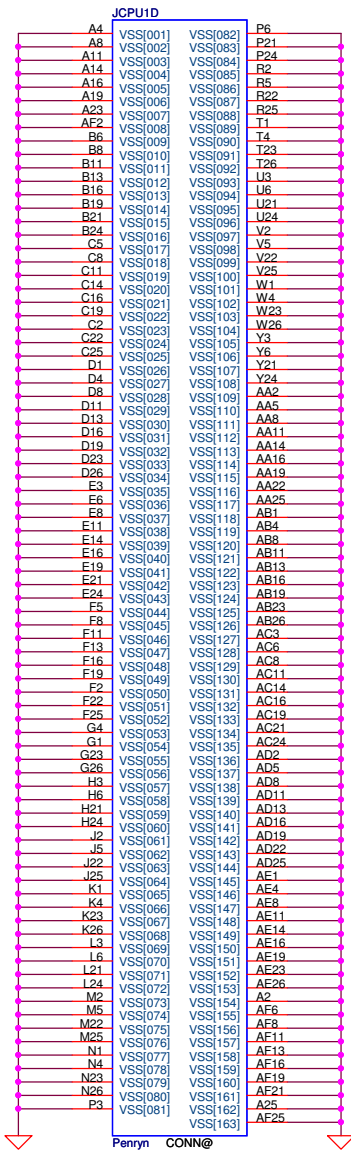 JCPU1D
A4 VSS[001] VSS[082] P6
A8 VSS[002] VSS[083] P21
A11 VSS[003] VSS[084] P24
A14 VSS[004] VSS[085] R2
A16 VSS[005] VSS[086] R5
A19 VSS[006] VSS[087] R22
A23 VSS[007] VSS[088] R25
AF2 VSS[008] VSS[089] T1
B6 VSS[009] VSS[090] T4
B8 VSS[010] VSS[091] T23
B11 VSS[011] VSS[092] T26
B13 VSS[012] VSS[093] U3
B16 VSS[013] VSS[094] U6
B19 VSS[014] VSS[095] U21
B21 VSS[015] VSS[096] U24
B24 VSS[016] VSS[097] V2
C5 VSS[017] VSS[098] V5
C8 VSS[018] VSS[099] V22
C11 VSS[019] VSS[100] V25
C14 VSS[020] VSS[101] W1
C16 VSS[021] VSS[102] W4
C19 VSS[022] VSS[103] W23
C2 VSS[023] VSS[104] W26
C22 VSS[024] VSS[105] Y3
C25 VSS[025] VSS[106] Y6
D1 VSS[026] VSS[107] Y21
D4 VSS[027] VSS[108] Y24
D8 VSS[028] VSS[109] AA2
D11 VSS[029] VSS[110] AA5
D13 VSS[030] VSS[111] AA8
D16 VSS[031] VSS[112] AA11
D19 VSS[032] VSS[113] AA14
D23 VSS[033] VSS[114] AA16
D26 VSS[034] VSS[115] AA19
E3 VSS[035] VSS[116] AA22
E6 VSS[036] VSS[117] AA25
E8 VSS[037] VSS[118] AB1
E11 VSS[038] VSS[119] AB4
E14 VSS[039] VSS[120] AB8
E16 VSS[040] VSS[121] AB11
E19 VSS[041] VSS[122] AB13
E21 VSS[042] VSS[123] AB16
E24 VSS[043] VSS[124] AB19
F5 VSS[044] VSS[125] AB23
F8 VSS[045] VSS[126] AB26
F11 VSS[046] VSS[127] AC3
F13 VSS[047] VSS[128] AC6
F16 VSS[048] VSS[129] AC8
F19 VSS[049] VSS[130] AC11
F2 VSS[050] VSS[131] AC14
F22 VSS[051] VSS[132] AC16
F25 VSS[052] VSS[133] AC19
G4 VSS[053] VSS[134] AC21
G1 VSS[054] VSS[135] AC24
G23 VSS[055] VSS[136] AD2
G26 VSS[056] VSS[137] AD5
H3 VSS[057] VSS[138] AD8
H6 VSS[058] VSS[139] AD11
H21 VSS[059] VSS[140] AD13
H24 VSS[060] VSS[141] AD16
J2 VSS[061] VSS[142] AD19
J5 VSS[062] VSS[143] AD22
J22 VSS[063] VSS[144] AD25
J25 VSS[064] VSS[145] AE1
K1 VSS[065] VSS[146] AE4
K4 VSS[066] VSS[147] AE8
K23 VSS[067] VSS[148] AE11
K26 VSS[068] VSS[149] AE14
L3 VSS[069] VSS[150] AE16
L6 VSS[070] VSS[151] AE19
L21 VSS[071] VSS[152] AE23
L24 VSS[072] VSS[153] AE26
M2 VSS[073] VSS[154] A2
M5 VSS[074] VSS[155] AF6
M22 VSS[075] VSS[156] AF8
M25 VSS[076] VSS[157] AF11
N1 VSS[077] VSS[158] AF13
N4 VSS[078] VSS[159] AF16
N23 VSS[079] VSS[160] AF19
N26 VSS[080] VSS[161] AF21
P3 VSS[081] VSS[162] A25
VSS[163] AF25
Penryn CONN@